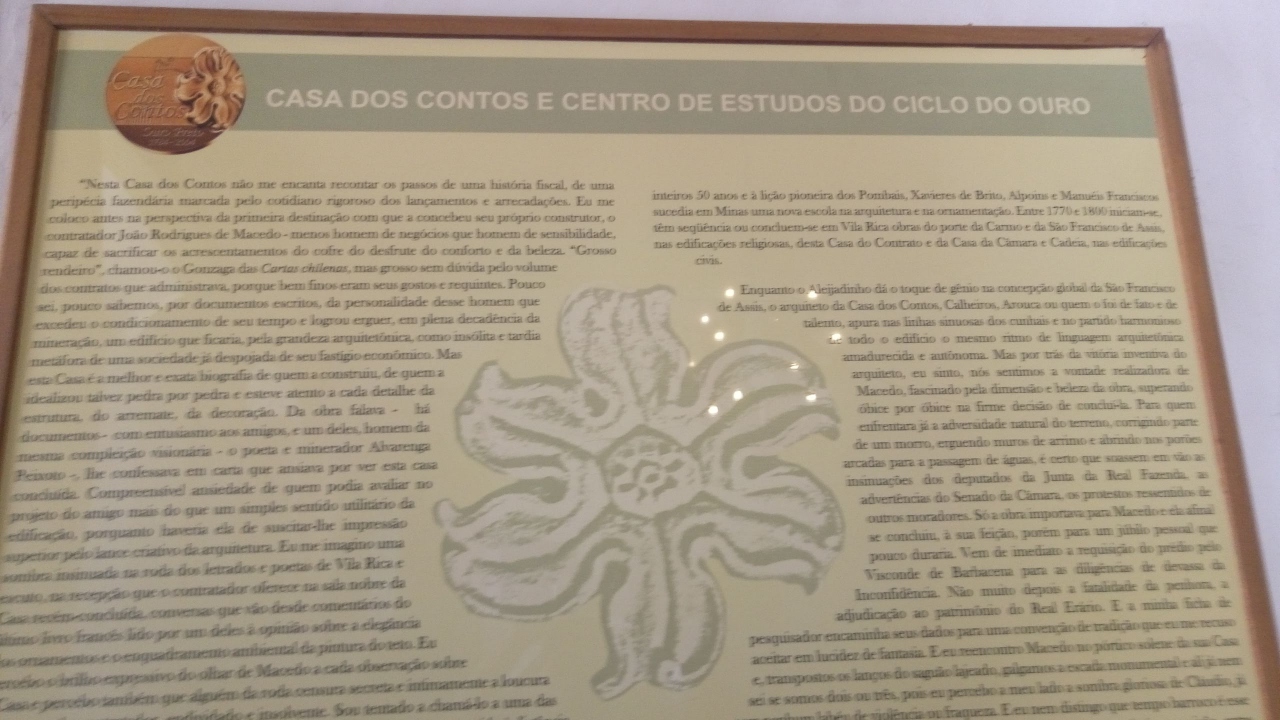 Casa
dos
Contos
Ouro Preto
CASA DOS CONTOS E CENTRO DE ESTUDOS DO CICLO DO OURO
"Nesta Casa dos Contos não me encanta recontar os passos de uma história fiscal, de uma
peripécia fazendária marcada pelo cotidiano rigoroso dos lançamentos e arrecadações. Eu me
coloco antes na perspectiva da primeira destinação com que a concebeu seu próprio construtor, o
contratador João Rodrigues de Macedo - menos homem de negócios que homem de sensibilidade,
capaz de sacrificar os acrescentamentos do cofre do desfrute do conforto e da beleza. "Grosso
rendeiro", chamou-o o Gonzaga das Cartas chilenas, mas grosso sem dúvida pelo volume
dos contratos que administrava, porque bem finos eram seus gostos e requintes. Pouco
sei, pouco sabemos, por documentos escritos, da personalidade desse homem que
excedeu o condicionamento de seu tempo e logrou erguer, em plena decadência da
mineração, um edifício que ficaria, pela grandeza arquitetônica, como insólita e tardia
metáfora de uma sociedade já despojada de seu fastígio econômico. Mas
esta Casa é a melhor e exata biografia de quem a construiu, de quem a
idealizou talvez pedra por pedra e esteve atento a cada detalhe da
estrutura, do arremate, da decoração. Da obra falava - há
documentos - com entusiasmo aos amigos, e um deles, homem da
mesma compleição visionária - o poeta e minerador Alvarenga
Peixoto -, lhe confessava em carta que ansiava por ver esta casa
concluída. Compreensível ansiedade de quem podia avaliar no
projeto do amigo mais do que um simples sentido utilitário da
edificação, porquanto haveria ela de suscitar-lhe impressão
superior pelo lance criativo da arquitetura. Eu me imagino uma
sombra insinuada na roda dos letrados e poetas de Vila Rica e
escuto, na recepção que o contratador oferece na sala nobre da
Casa recém-concluída, conversas que vão desde comentários do
último livro francês lido por um deles à opinião sobre a elegância
dos ornamentos e o enquadramento ambiental da pintura do teto. Eu
percebo o brilho expressivo do olhar de Macedo a cada observação sobre
Casa e percebo também que alguém da roda censura secreta e intimamente a loucura
endividado e insolvente. Sou tentado a chamá-lo a uma das
inteiros 50 anos e à lição pioneira dos Pombais, Xavieres de Brito, Alpoins e Manuéis Franciscos
sucedia em Minas uma nova escola na arquitetura e na ornamentação. Entre 1770 e 1800 iniciam-se,
têm seqüência ou concluem-se em Vila Rica obras do porte da Carmo e da São Francisco de Assis,
nas edificações religiosas, desta Casa do Contrato e da Casa da Câmara e Cadeia, nas edificações
civis.
Enquanto o Aleijadinho dá o toque de gênio na concepção global da São Francisco
de Assis, o arquiteto da Casa dos Contos, Calheiros, Arouca ou quem o foi de fato e de
talento, apura nas linhas sinuosas dos cunhais e no partido harmonioso
de todo o edifício o mesmo ritmo de linguagem arquitetônica
amadurecida e autônoma. Mas por trás da vitória inventiva do
arquiteto, eu sinto, nós sentimos a vontade realizadora de
Macedo, fascinado pela dimensão e beleza da obra, superando
óbice por óbice na firme decisão de concluí-la. Para quem
enfrentara já a adversidade natural do terreno, corrigindo parte
de um morro, erguendo muros de arrimo e abrindo nos porões
arcadas para a passagem de águas, é certo que soassem em vão as
insinuações dos deputados da Junta da Real Fazenda, as
advertências do Senado da Câmara, os protestos ressentidos de
outros moradores. Só a obra importava para Macedo e ela afinal
se concluiu, à sua feição, porém para um júbilo pessoal que
pouco duraria. Vem de imediato a requisição do prédio pelo
Visconde de Barbacena para as diligências de devassa da
Inconfidência. Não muito depois a fatalidade da penhora, a
adjudicação ao patrimônio do Real Erário. E a minha ficha de
pesquisador encaminha seus dados para uma convenção de tradição que eu me recuso
aceitar em lucidez de fantasia. E eu reencontro Macedo no pórtico solene da sua Casa
e, transpostos os lanços do saguão lajeado, galgamos a escada monumental e aí já nem
sei se somos dois ou três, pois eu percebo a meu lado a sombra gloriosa de Cláudio, já
de violência ou fraqueza. E eu nem distingo que tempo barroco é esse